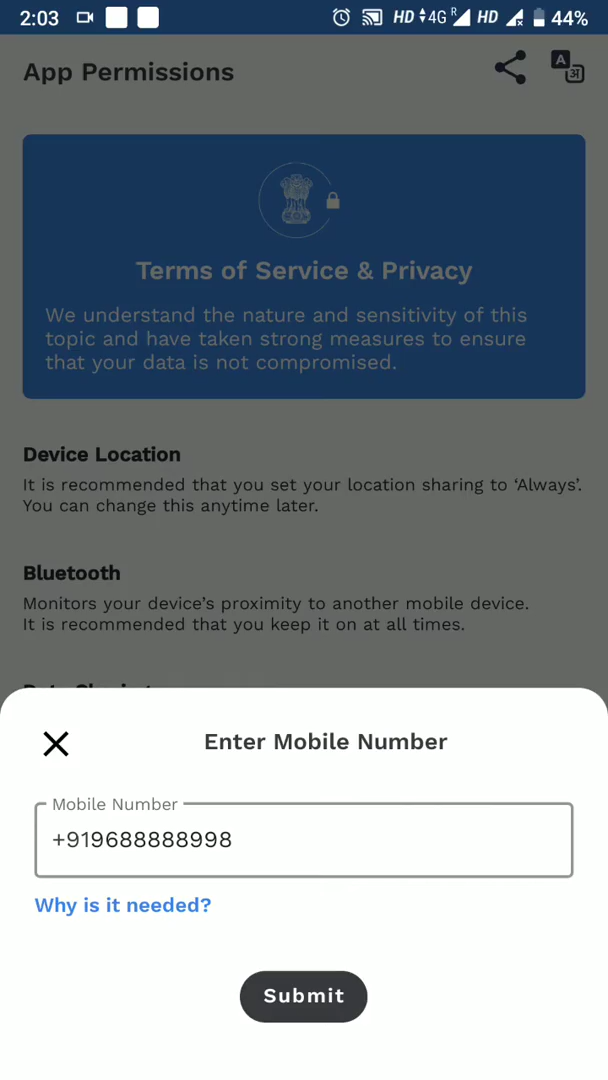 2:03 HD 4G R HD 44%
App Permissions
A
अ
Terms of Service & Privacy
We understand the nature and sensitivity of this
topic and have taken strong measures to ensure
that your data is not compromised.
Device Location
It is recommended that you set your location sharing to ‘Always’.
You can change this anytime later.
Bluetooth
Monitors your device’s proximity to another mobile device.
It is recommended that you keep it on at all times.
Enter Mobile Number
Mobile Number
+919688888998
Why is it needed?
Submit